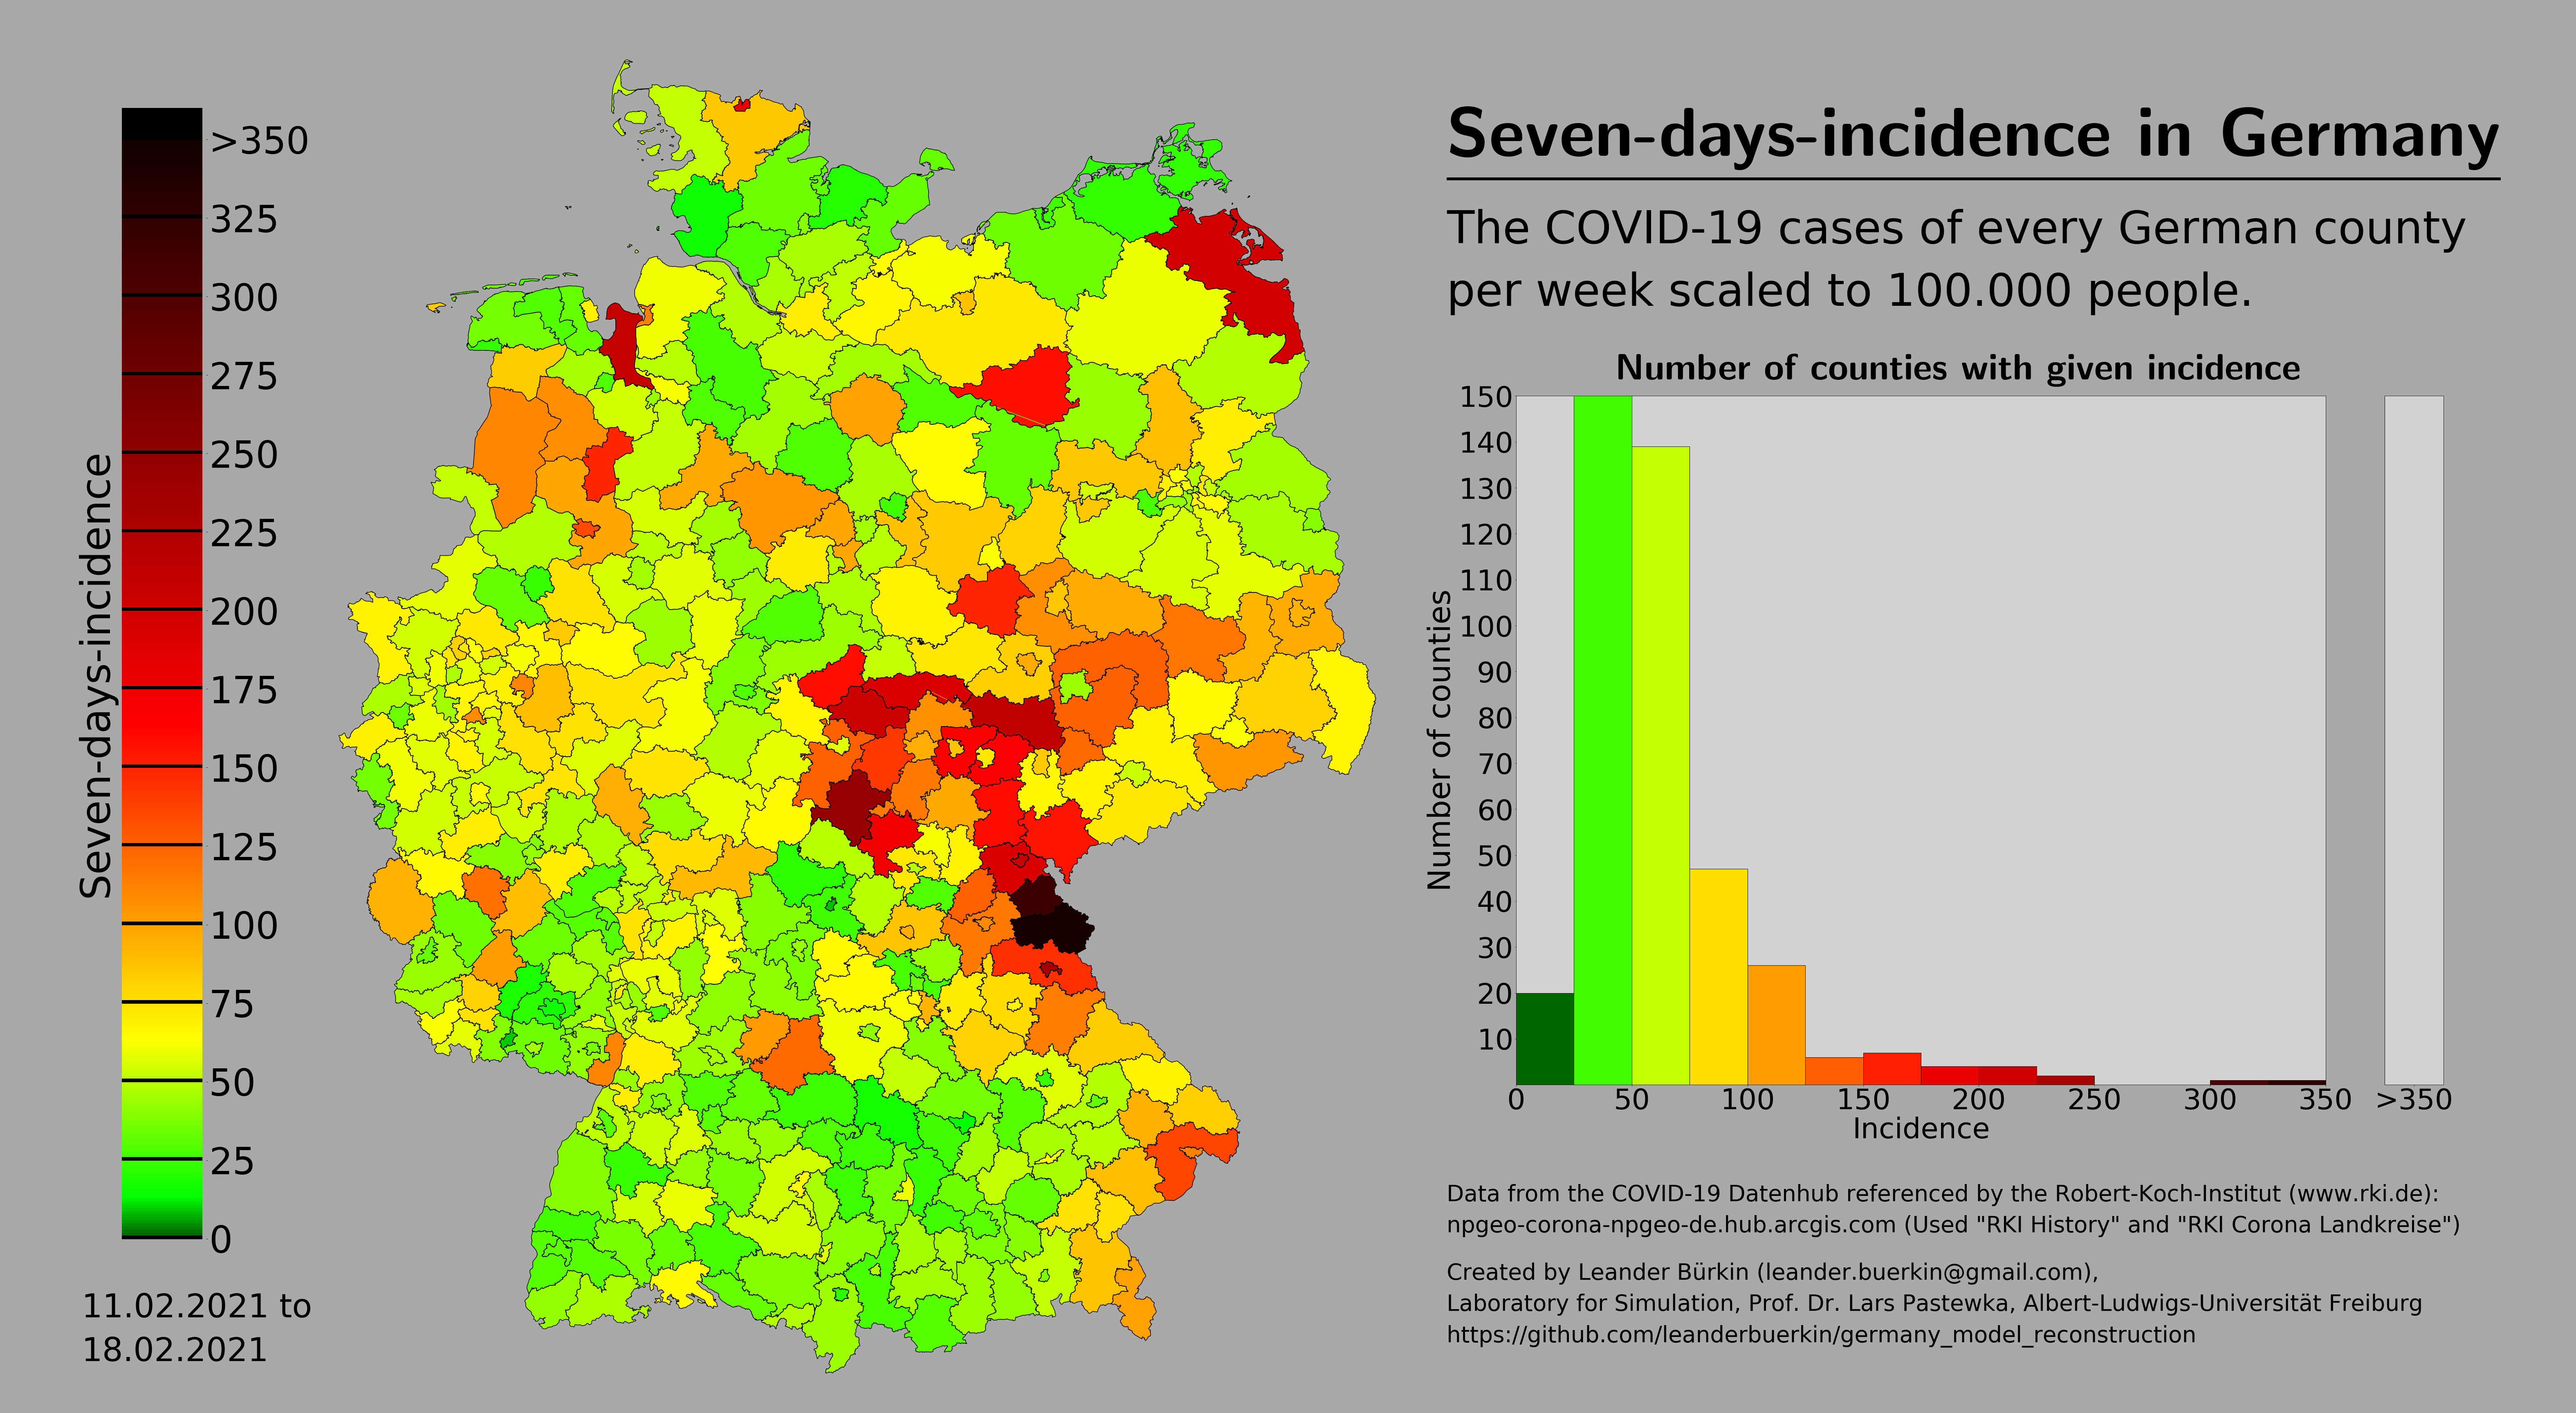 Seven-days-incidence in Germany
The COVID-19 cases of every German county
per week scaled to 100.000 people.
Seven-days-incidence
>350
325
300
275
250
225
200
175
150
125
100
75
50
25
0
11.02.2021 to
18.02.2021
Number of counties with given incidence
Number of counties
150
140
130
120
110
100
90
80
70
60
50
40
30
20
10
0 50 100 150 200 250 300 350 >350
Incidence
Data from the COVID-19 Datenhub referenced by the Robert-Koch-Institut (www.rki.de):
npgeo-corona-npgeo-de.hub.arcgis.com (Used "RKI History" and "RKI Corona Landkreise")
Created by Leander Bürkin (leander.buerkin@gmail.com),
Laboratory for Simulation, Prof. Dr. Lars Pastewka, Albert-Ludwigs-Universität Freiburg
https://github.com/leanderbuerkin/germany_model_reconstruction